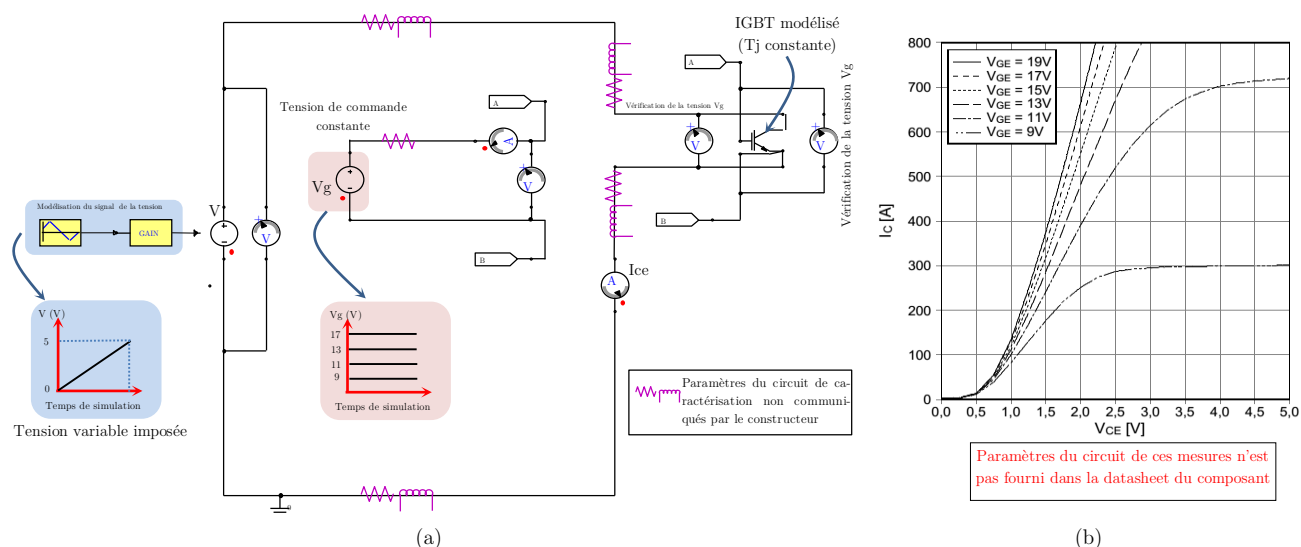 IGBT modélisé
(Tj constante)
A
Vérification de la tension Vg
Vérification de la tension Vg
V
V
B
Tension de commande
constante
A
A
Vg
V
B
Modélisation du signal de la tension
GAIN
V
V
Ice
A
V (V)
5
0
Temps de simulation
Tension variable imposée
Vg (V)
17
13
11
9
Temps de simulation
Paramètres du circuit de ca-
ractérisation non communi-
qués par le constructeur
0
(a)
800
700
600
500
400
300
200
100
0
IC [A]
VGE = 19V
VGE = 17V
VGE = 15V
VGE = 13V
VGE = 11V
VGE = 9V
0,0 0,5 1,0 1,5 2,0 2,5 3,0 3,5 4,0 4,5 5,0
VCE [V]
Paramètres du circuit de ces mesures n'est
pas fourni dans la datasheet du composant
(b)